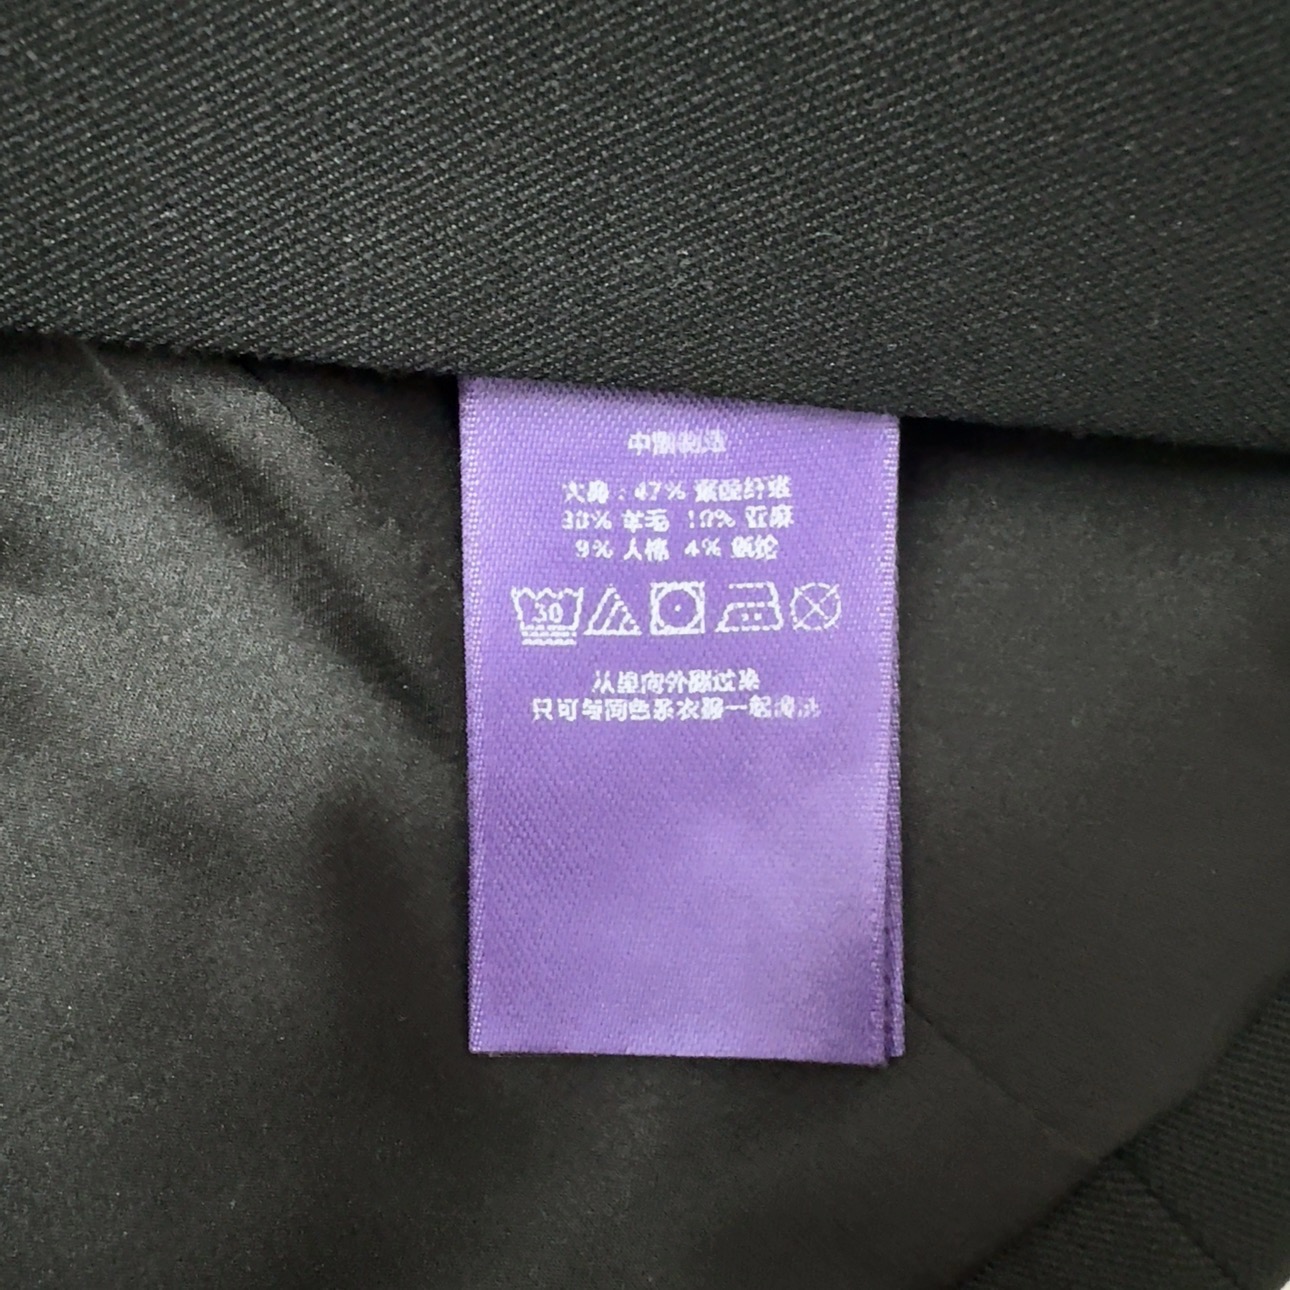 中国制造
大身：47% 聚酯纤维
30% 羊毛 10% 亚麻
9% 人棉 4% 氨纶
30
从里向外翻过来
只可与同色系衣服一起清洗